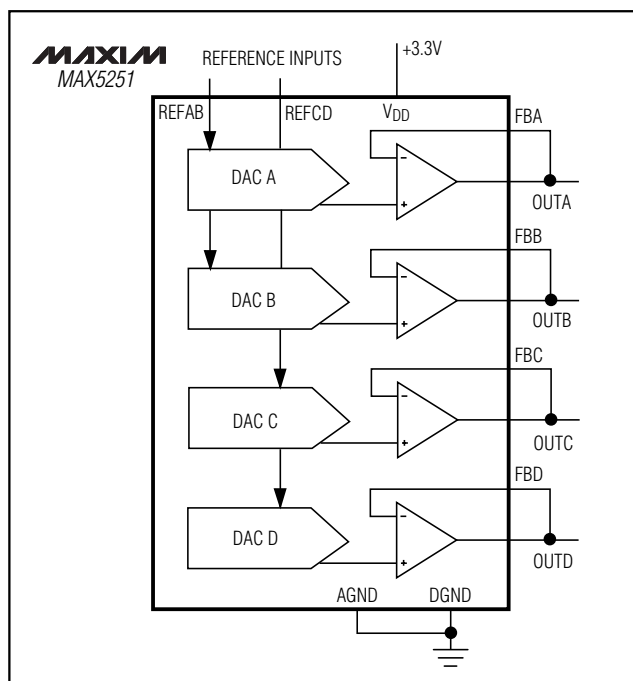 MAXIM
MAX5251
REFERENCE INPUTS
+3.3V
REFAB
REFCD
VDD
FBA
DAC A
−
+
OUTA
FBB
DAC B
−
+
OUTB
FBC
DAC C
−
+
OUTC
FBD
DAC D
−
+
OUTD
AGND
DGND